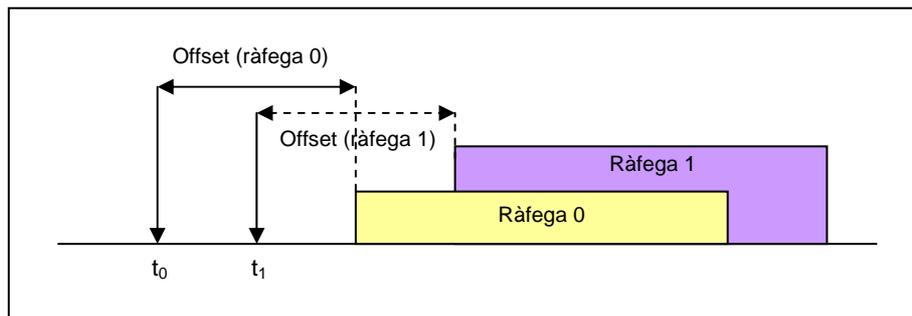 Offset (ràfega 0)
Offset (ràfega 1)
Ràfega 1
Ràfega 0
t₀
t₁